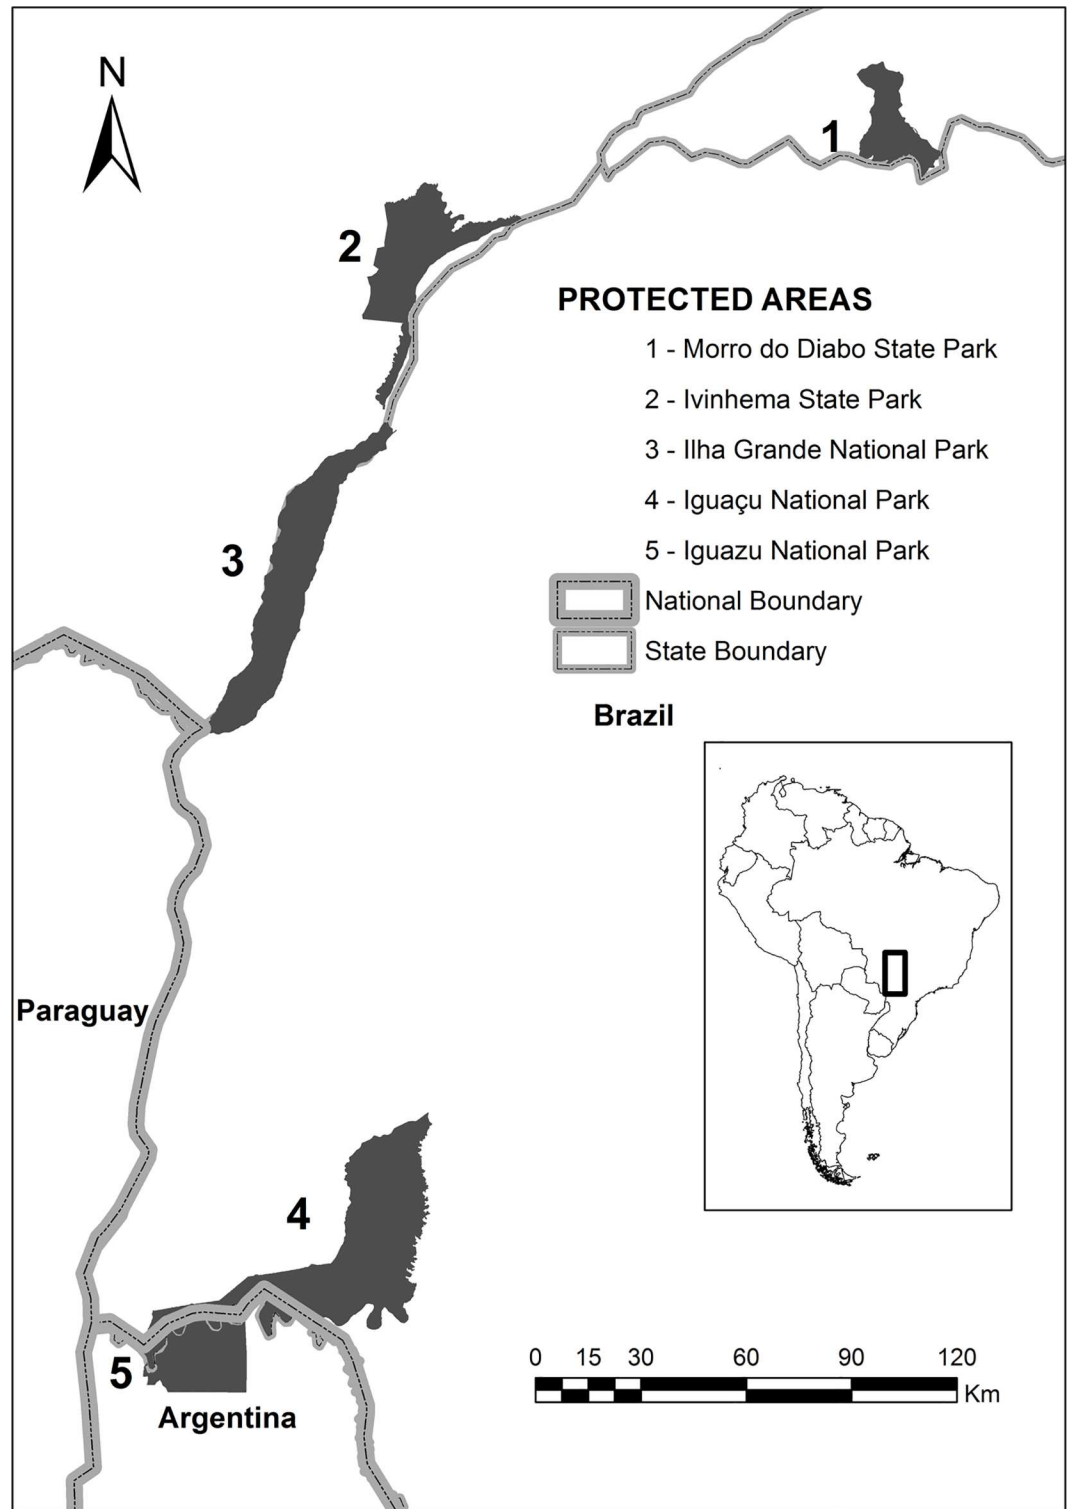 N
1
2
PROTECTED AREAS
1 - Morro do Diabo State Park
2 - Ivinhema State Park
3 - Ilha Grande National Park
4 - Iguaçu National Park
5 - Iguazu National Park
3
National Boundary
State Boundary
Brazil
Paraguay
4
0 15 30 60 90 120
Km
5
Argentina